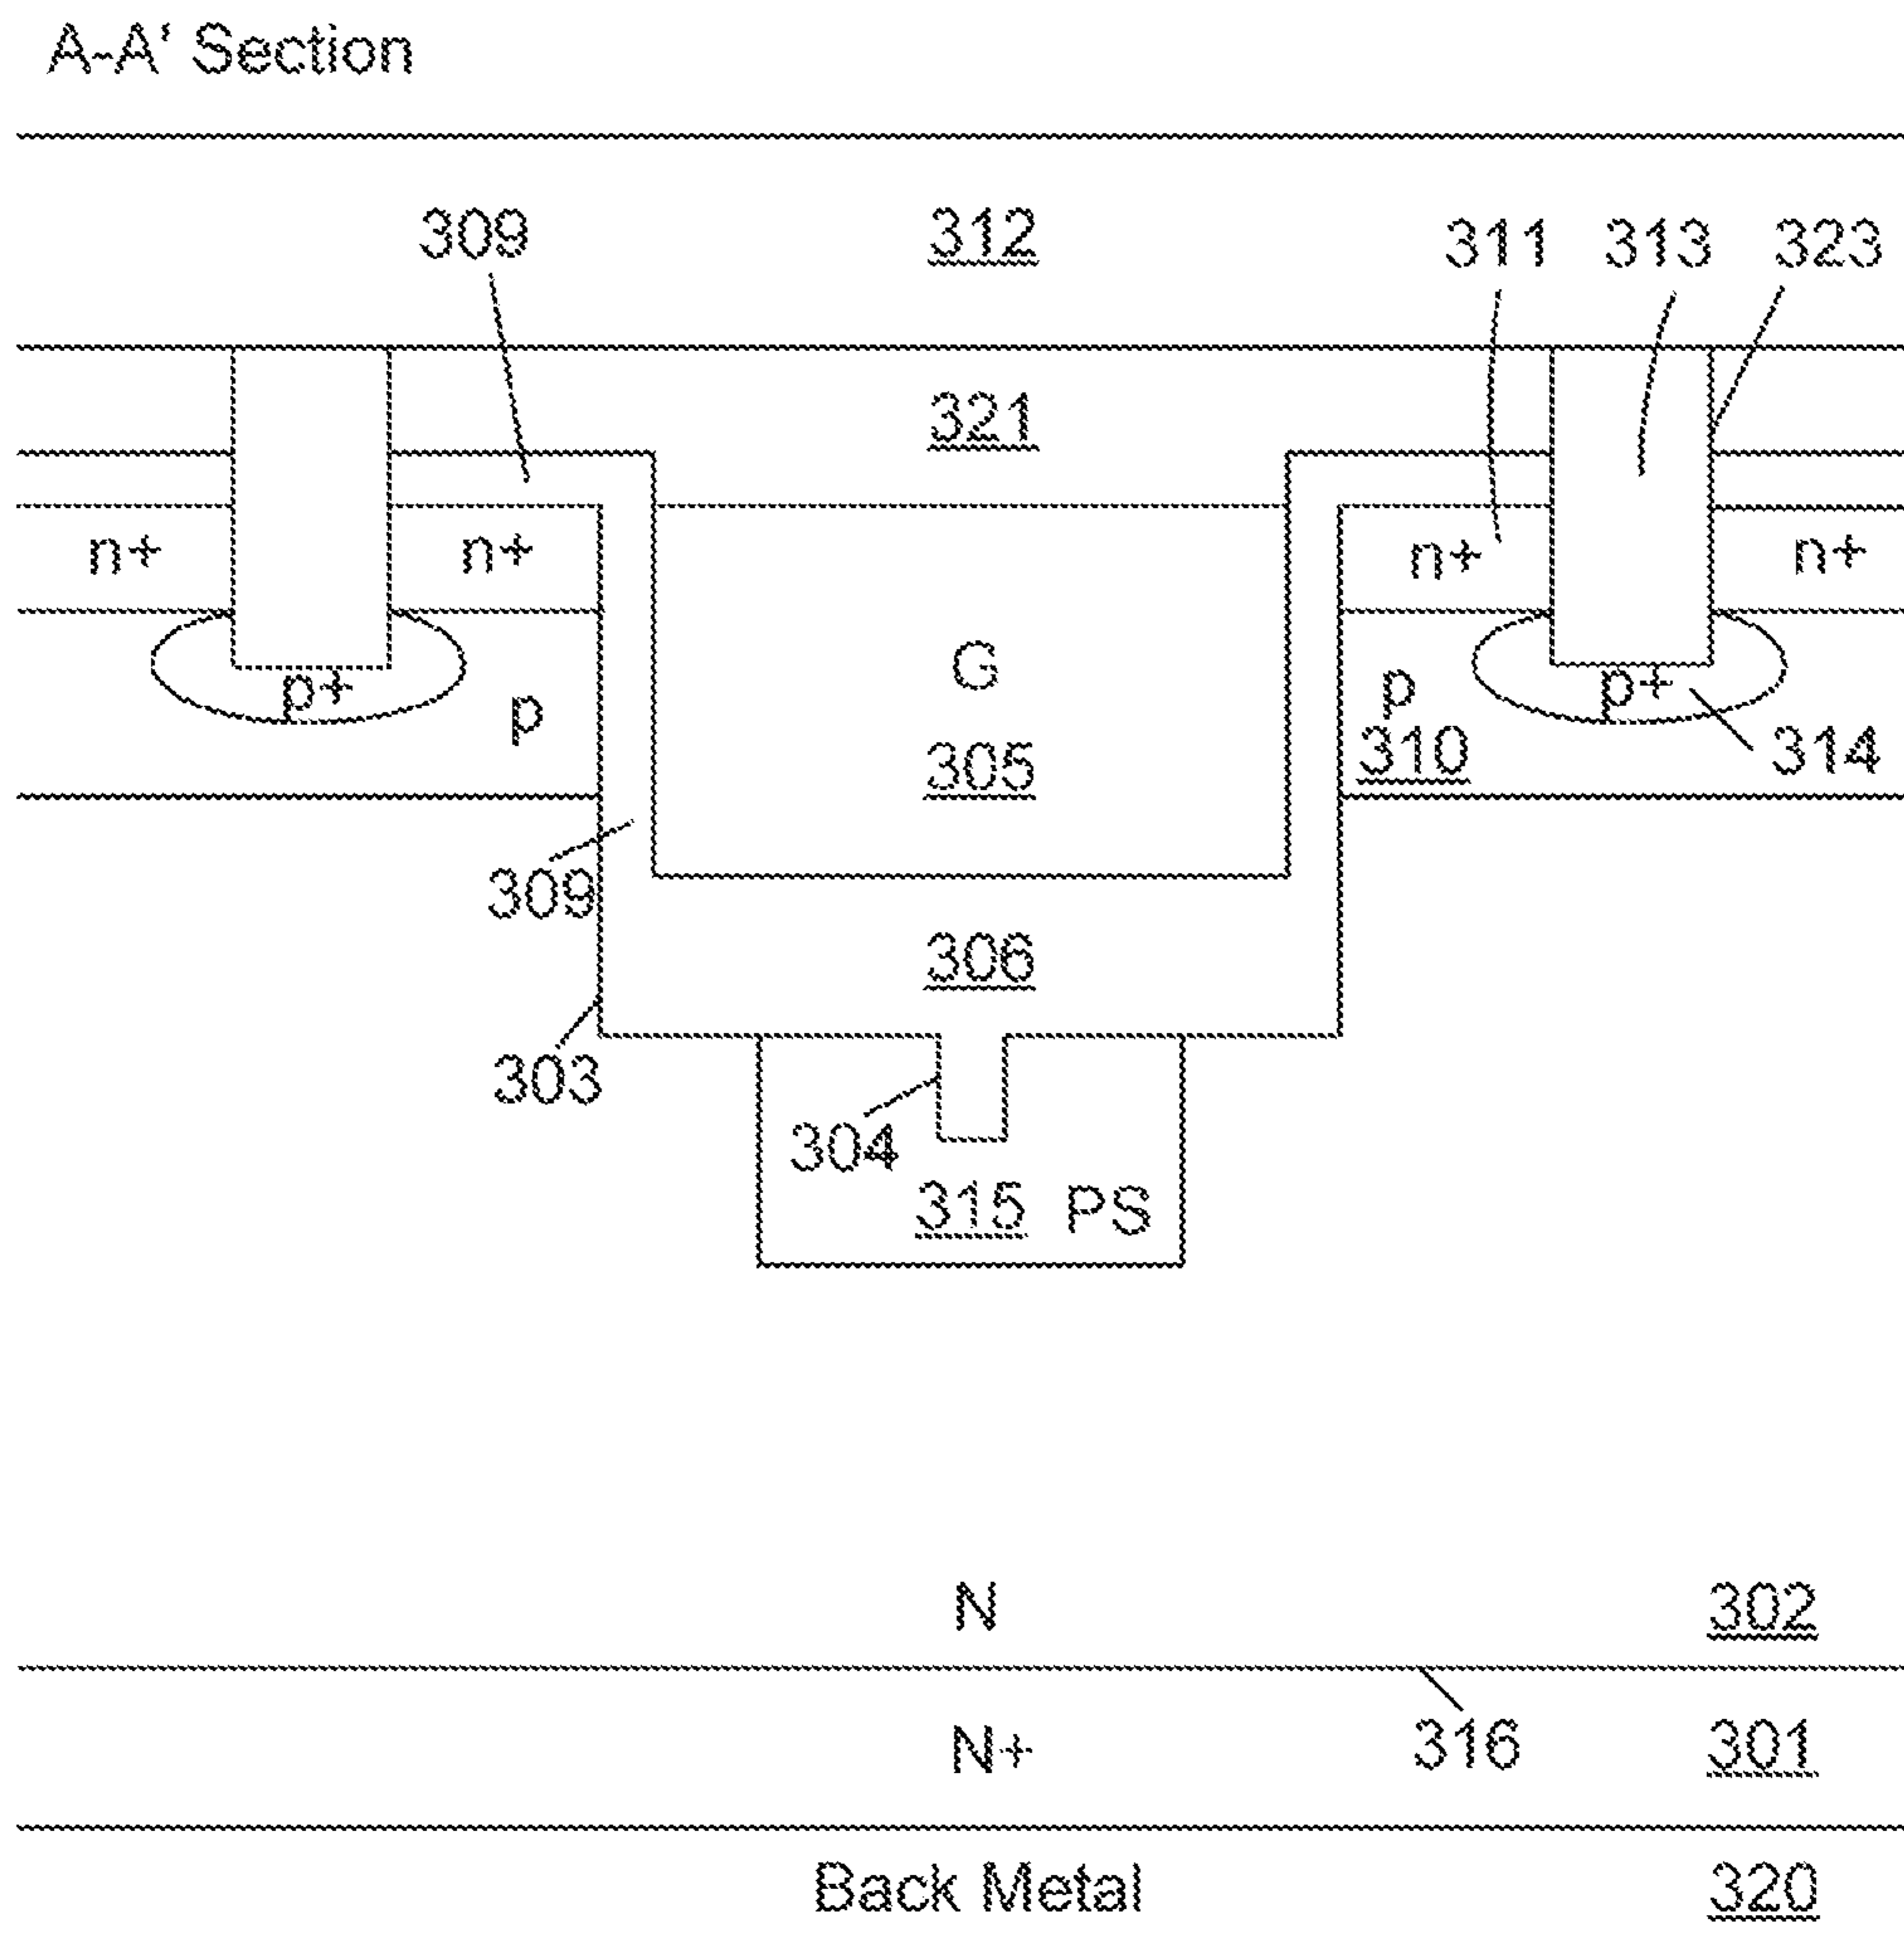 A-A' Section
309
312
311
313
323
321
n+
n+
n+
n+
G
p+
p
p
p+
305
310
314
309
306
303
304
315
PS
N
302
N+
316
301
Back Metal
320